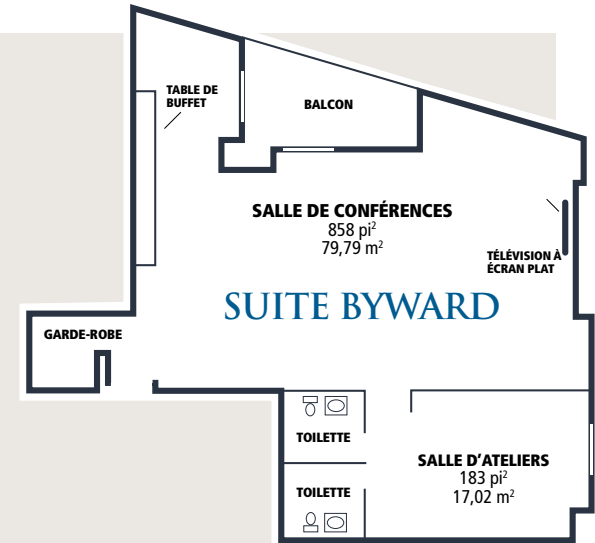 TABLE DE
BUFFET
BALCON
SALLE DE CONFÉRENCES
858 pi²
79,79 m²
TÉLÉVISION À
ÉCRAN PLAT
SUITE BYWARD
GARDE-ROBE
TOILETTE
SALLE D'ATELIERS
183 pi²
17,02 m²
TOILETTE